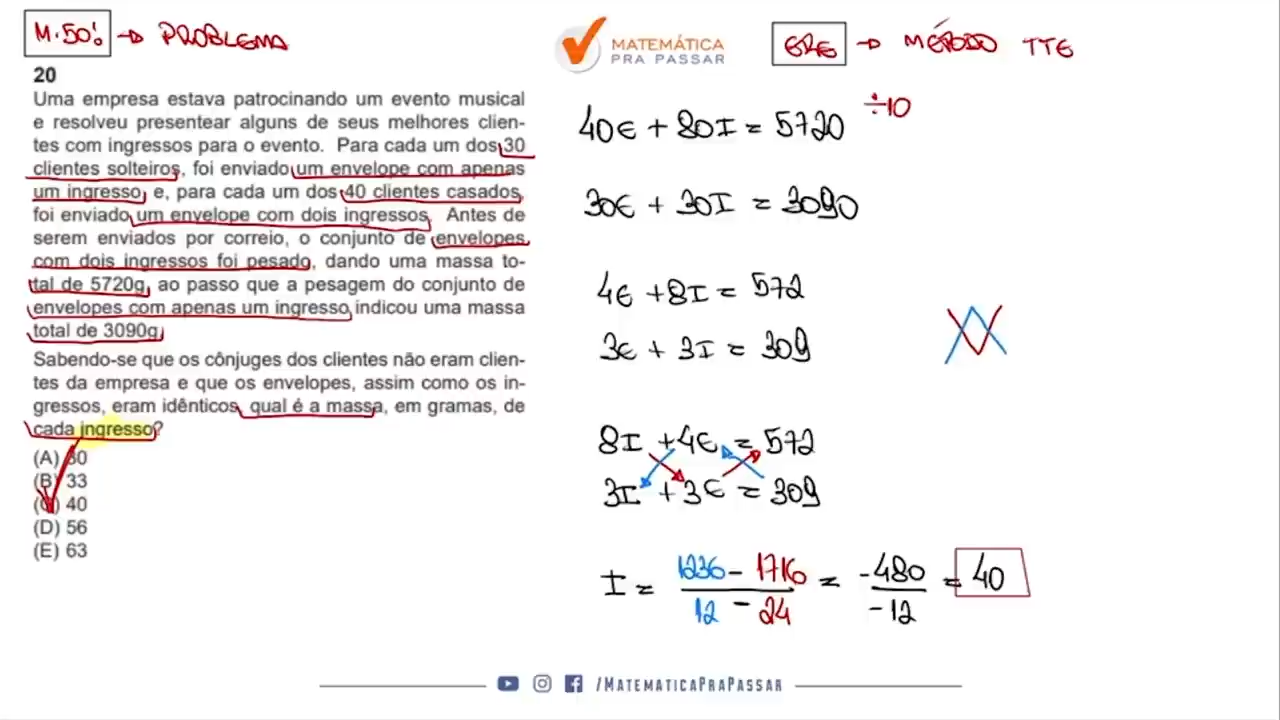 M.50% → PROBLEMA
MATEMÁTICA
PRA PASSAR
ERE → MÉTODO TTE
20
Uma empresa estava patrocinando um evento musical
e resolveu presentear alguns de seus melhores clien-
tes com ingressos para o evento. Para cada um dos 30
clientes solteiros, foi enviado um envelope com apenas
um ingresso e, para cada um dos 40 clientes casados,
foi enviado um envelope com dois ingressos. Antes de
serem enviados por correio, o conjunto de envelopes
com dois ingressos foi pesado, dando uma massa to-
tal de 5720g, ao passo que a pesagem do conjunto de
envelopes com apenas um ingresso indicou uma massa
total de 3090g.
Sabendo-se que os cônjuges dos clientes não eram clien-
tes da empresa e que os envelopes, assim como os in-
gressos, eram idênticos, qual é a massa, em gramas, de
cada ingresso?
(A) 30
(B) 33
(C) 40
(D) 56
(E) 63
40E + 80I = 5720 ÷10
30E + 30I = 3090
4E + 8I = 572
3E + 3I = 309
8I + 4E = 572
3I + 3E = 309
I = 1236 - 1716 / 12 - 24 = -480 / -12 = 40
/MATEMATICAPRAPASSAR